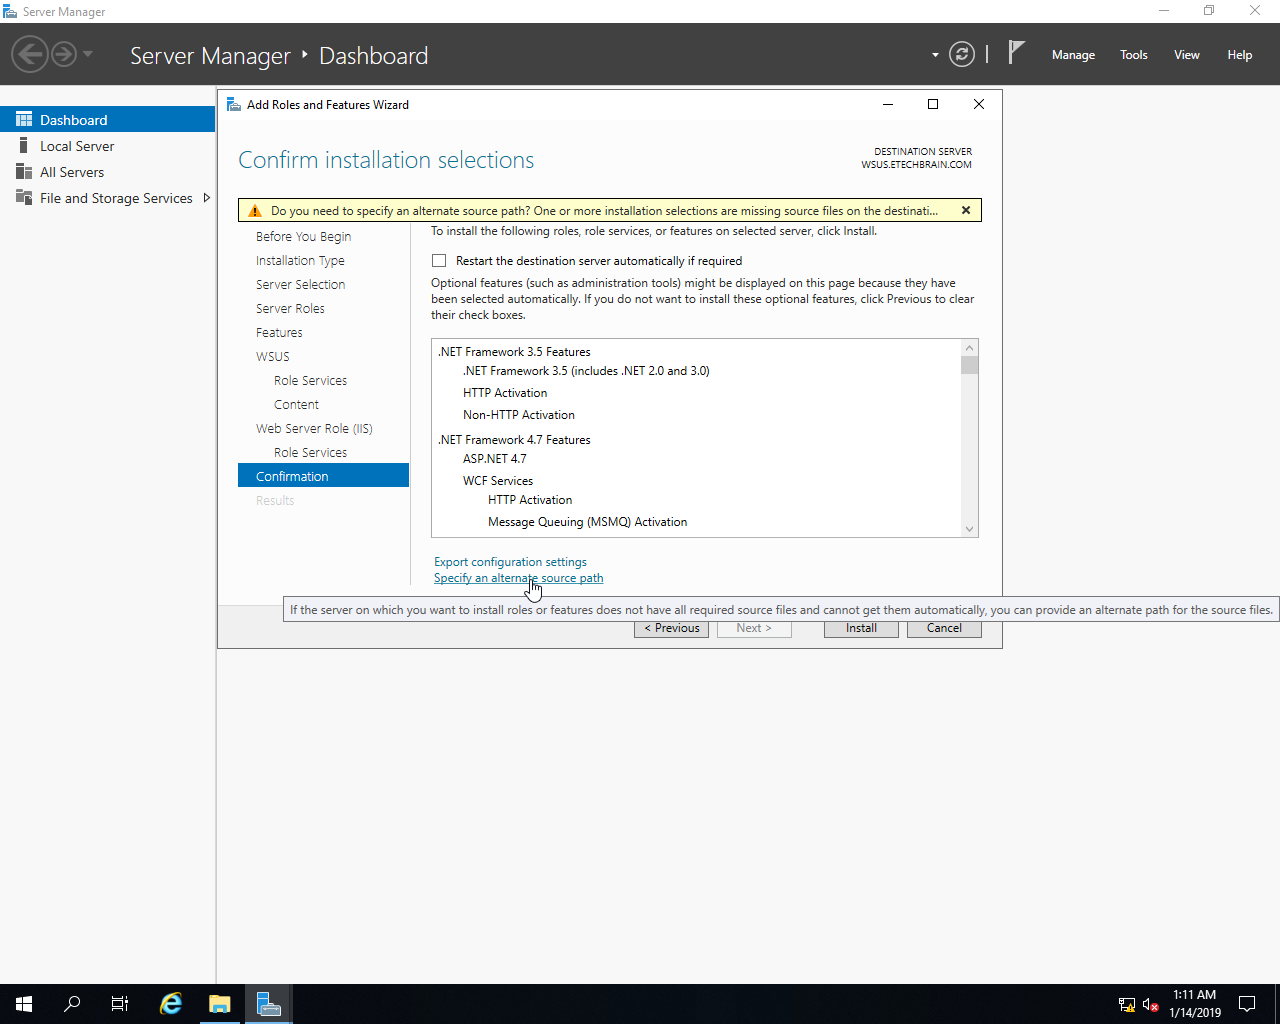 Server Manager
Server Manager ‣ Dashboard
Manage
Tools
View
Help
Dashboard
Local Server
All Servers
File and Storage Services
Add Roles and Features Wizard
Confirm installation selections
DESTINATION SERVER
WSUS.ETECHBRAIN.COM
Do you need to specify an alternate source path? One or more installation selections are missing source files on the destinati...
Before You Begin
Installation Type
Server Selection
Server Roles
Features
WSUS
Role Services
Content
Web Server Role (IIS)
Role Services
Confirmation
Results
To install the following roles, role services, or features on selected server, click Install.
Restart the destination server automatically if required
Optional features (such as administration tools) might be displayed on this page because they have
been selected automatically. If you do not want to install these optional features, click Previous to clear
their check boxes.
.NET Framework 3.5 Features
.NET Framework 3.5 (includes .NET 2.0 and 3.0)
HTTP Activation
Non-HTTP Activation
.NET Framework 4.7 Features
ASP.NET 4.7
WCF Services
HTTP Activation
Message Queuing (MSMQ) Activation
Export configuration settings
Specify an alternate source path
If the server on which you want to install roles or features does not have all required source files and cannot get them automatically, you can provide an alternate path for the source files.
< Previous
Next >
Install
Cancel
1:11 AM
1/14/2019